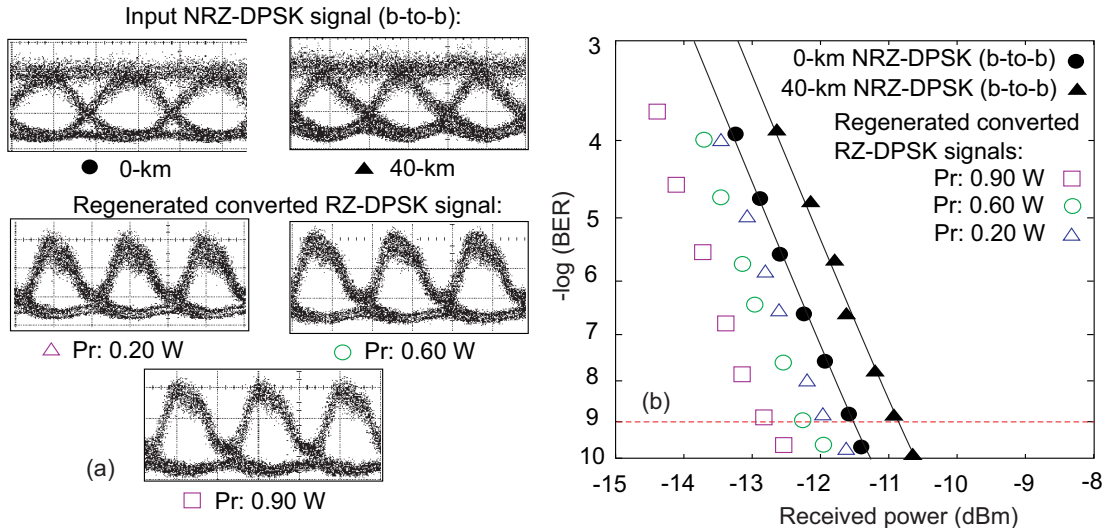 Input NRZ-DPSK signal (b-to-b):
0-km
40-km
Regenerated converted RZ-DPSK signal:
Pr: 0.20 W
Pr: 0.60 W
(a)
Pr: 0.90 W
3
4
5
6
7
8
9
10
-log (BER)
0-km NRZ-DPSK (b-to-b)
40-km NRZ-DPSK (b-to-b)
Regenerated converted
RZ-DPSK signals:
Pr: 0.90 W
Pr: 0.60 W
Pr: 0.20 W
(b)
-15 -14 -13 -12 -11 -10 -9 -8
Received power (dBm)